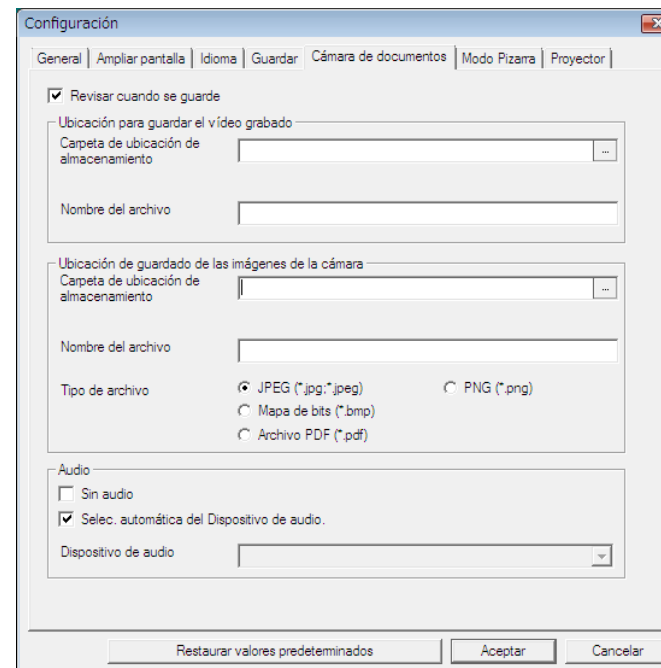 Configuración
General
Ampliar pantalla
Idioma
Guardar
Cámara de documentos
Modo Pizarra
Proyector
Revisar cuando se guarde
Ubicación para guardar el vídeo grabado
Carpeta de ubicación de
almacenamiento
...
Nombre del archivo
Ubicación de guardado de las imágenes de la cámara
Carpeta de ubicación de
almacenamiento
...
Nombre del archivo
Tipo de archivo
JPEG (*.jpg;*.jpeg)
PNG (*.png)
Mapa de bits (*.bmp)
Archivo PDF (*.pdf)
Audio
Sin audio
Selec. automática del Dispositivo de audio.
Dispositivo de audio
Restaurar valores predeterminados
Aceptar
Cancelar